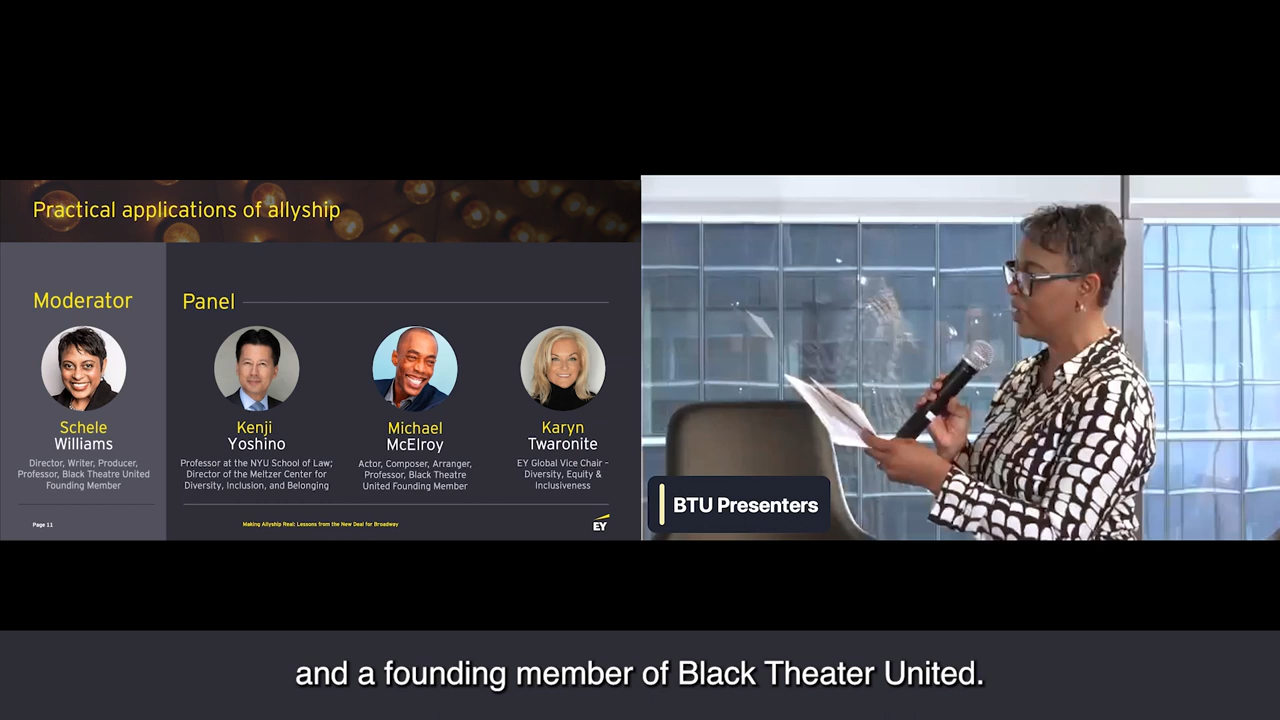 Practical applications of allyship
Moderator
Panel
Schele
Williams
Director, Writer, Producer,
Professor, Black Theatre United
Founding Member
Kenji
Yoshino
Professor at the NYU School of Law;
Director of the Meltzer Center for
Diversity, Inclusion, and Belonging
Michael
McElroy
Actor, Composer, Arranger,
Professor, Black Theatre
United Founding Member
Karyn
Twaronite
EY Global Vice Chair –
Diversity, Equity &
Inclusiveness
Page 11
Making Allyship Real: Lessons from the New Deal for Broadway
EY
BTU Presenters
and a founding member of Black Theater United.